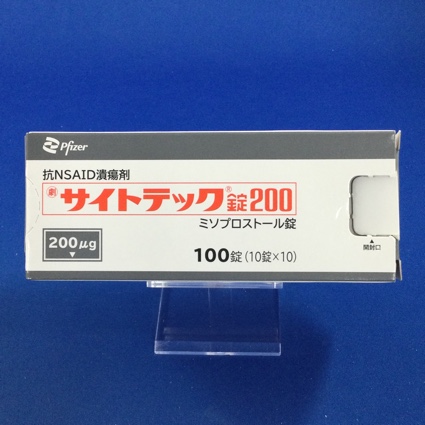 Pfizer
抗NSAID潰瘍剤
劇 サイトテック®錠200
ミソプロストール錠
200μg
100錠(10錠×10)
開封口